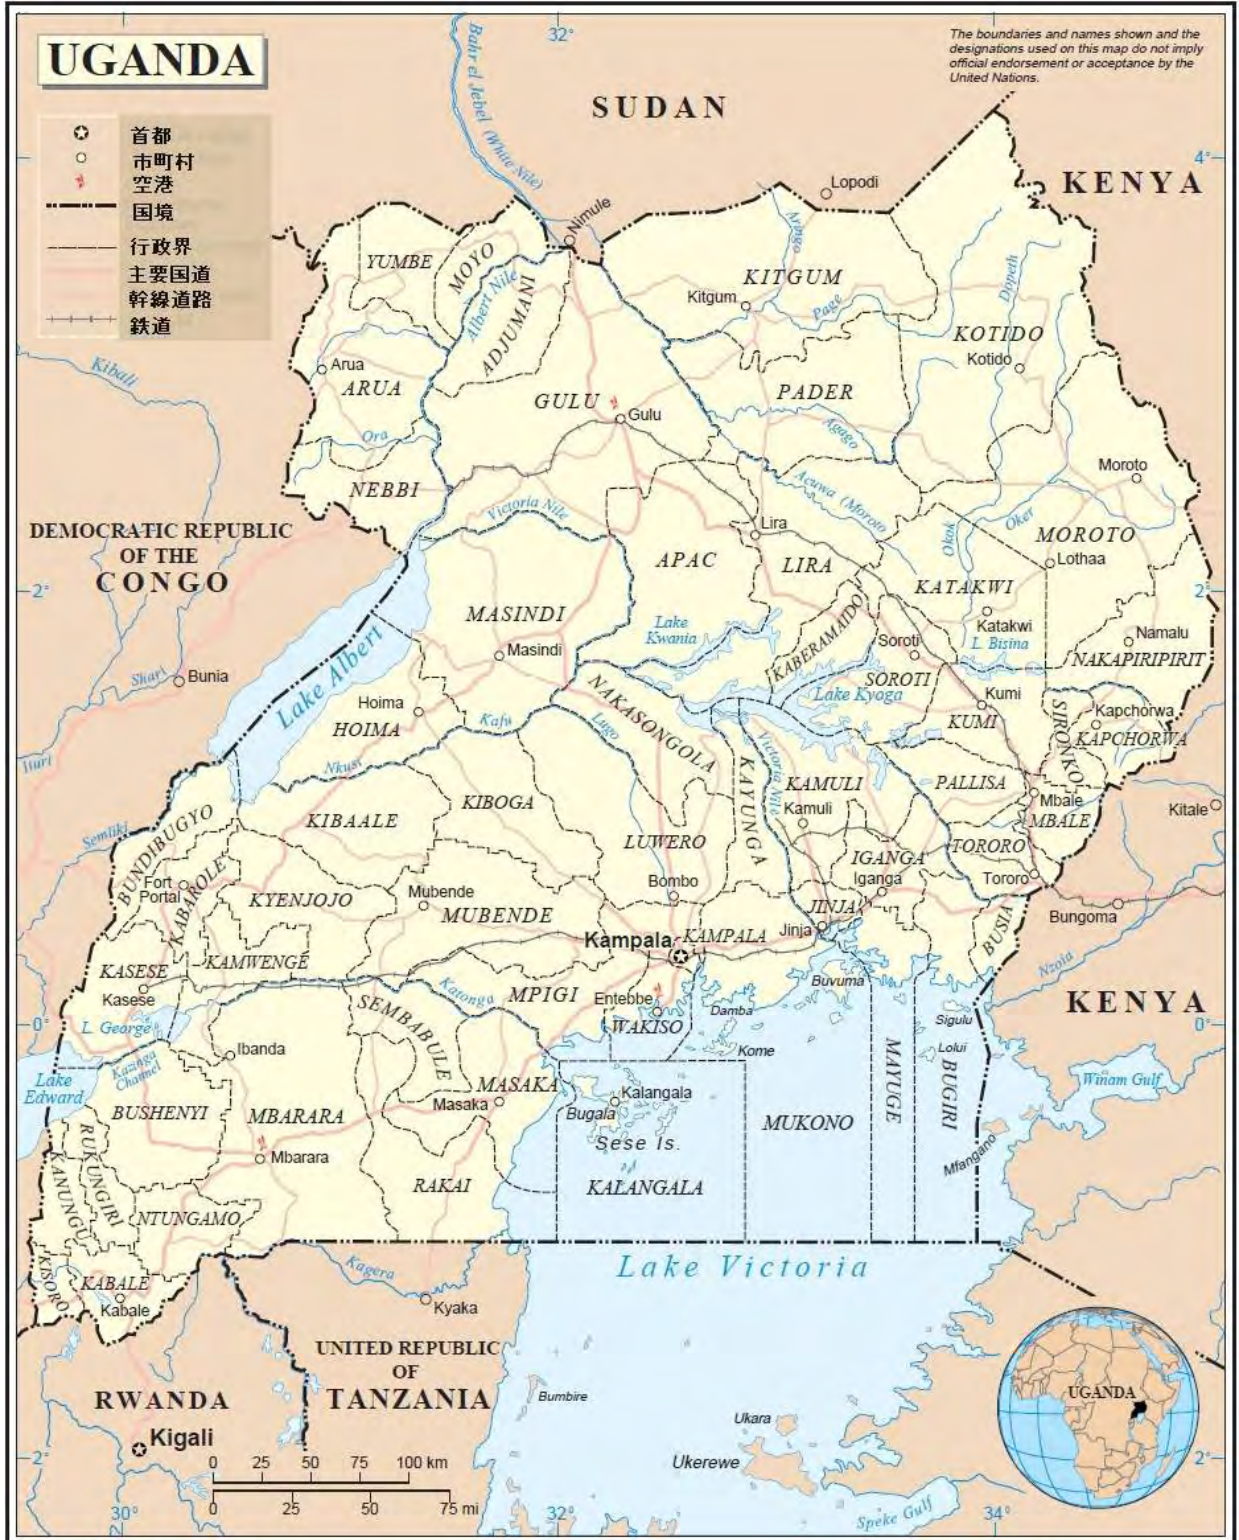 UGANDA
The boundaries and names shown and the
designations used on this map do not imply
official endorsement or acceptance by the
United Nations.
首都
市町村
空港
国境
行政界
主要国道
幹線道路
鉄道
32°
Bahr el Jebel (White Nile)
SUDAN
4°
KENYA
Lopodi
Nimule
YUMBE
MOYO
Albert Nile
ADJUMANI
Aringo
KITGUM
Kitgum
Page
Dopeth
KOTIDO
Kotido
Kibali
Arua
ARUA
GULU
Gulu
PADER
Agago
Ora
NEBBI
Moroto
Acuwa (Moroto
Victoria Nile
Lira
Okok
Oker
MOROTO
Lothaa
DEMOCRATIC REPUBLIC
OF THE
CONGO
APAC
LIRA
KATAKWI
2°
2°
MASINDI
Masindi
Lake
Kwania
KABERAMAIDO
Katakwi
L. Bisina
Soroti
SOROTI
Namalu
NAKAPIRIPIRIT
Lake Albert
Shari
Bunia
Hoima
HOIMA
Kafu
Lugo
NAKASONGOLA
Lake Kyoga
Kumi
KUMI
SIRONKO
Kapchorwa
KAPCHORWA
Ituri
Nkusi
Victoria Nile
KAYUNGA
KAMULI
Kamuli
PALLISA
Mbale
MBALE
Kitale
Semliki
BUNDIBUGYO
KIBAALE
KIBOGA
LUWERO
IGANGA
Iganga
TORORO
Tororo
Fort
Portal
KABAROLE
KYENJOJO
Mubende
MUBENDE
Bombo
JINJA
Jinja
BUSIA
Bungoma
Kampala
KAMPALA
Nzoia
KASESE
Kasese
KAMWENGE
Katonga
MPIGI
Entebbe
WAKISO
Buvuma
Damba
Kome
Sigulu
Lolui
KENYA
0°
0°
L. George
SEMBABULE
Ibanda
Kazinga
Channel
Lake
Edward
BUSHENYI
MBARARA
Mbarara
MASAKA
Masaka
Kalangala
Bugala
Sese Is.
KALANGALA
MUKONO
MAYUGE
BUGIRI
Winam Gulf
Mfangano
RUKUNGIRI
KANUNGU
RAKAI
NTUNGAMO
KISORO
KABALE
Kabale
Kagera
Kyaka
Lake Victoria
UNITED REPUBLIC
OF
TANZANIA
RWANDA
Kigali
Bumbire
Ukara
Ukerewe
UGANDA
0 25 50 75 100 km
0 25 50 75 mi
2°
2°
30°
32°
34°
Speke Gulf